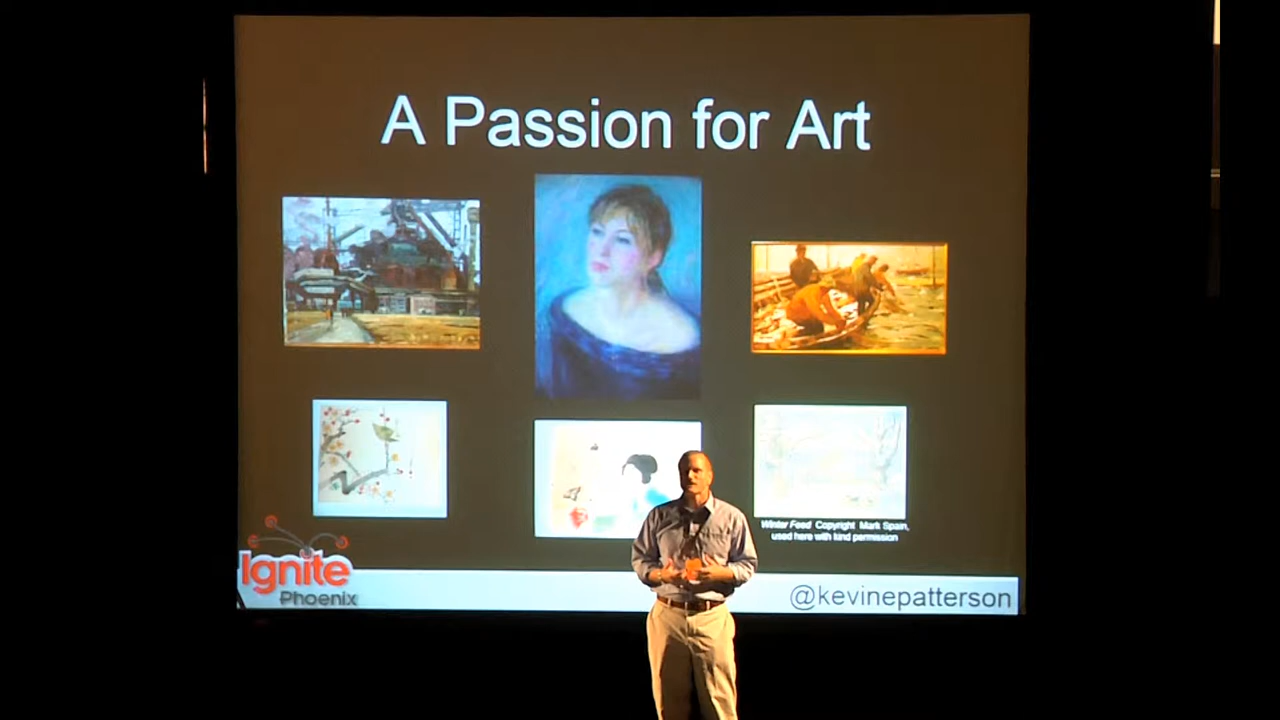 A Passion for Art
Winter Feed Copyright Mark Spain,
used here with kind permission
Ignite
Phoenix
@kevinepatterson